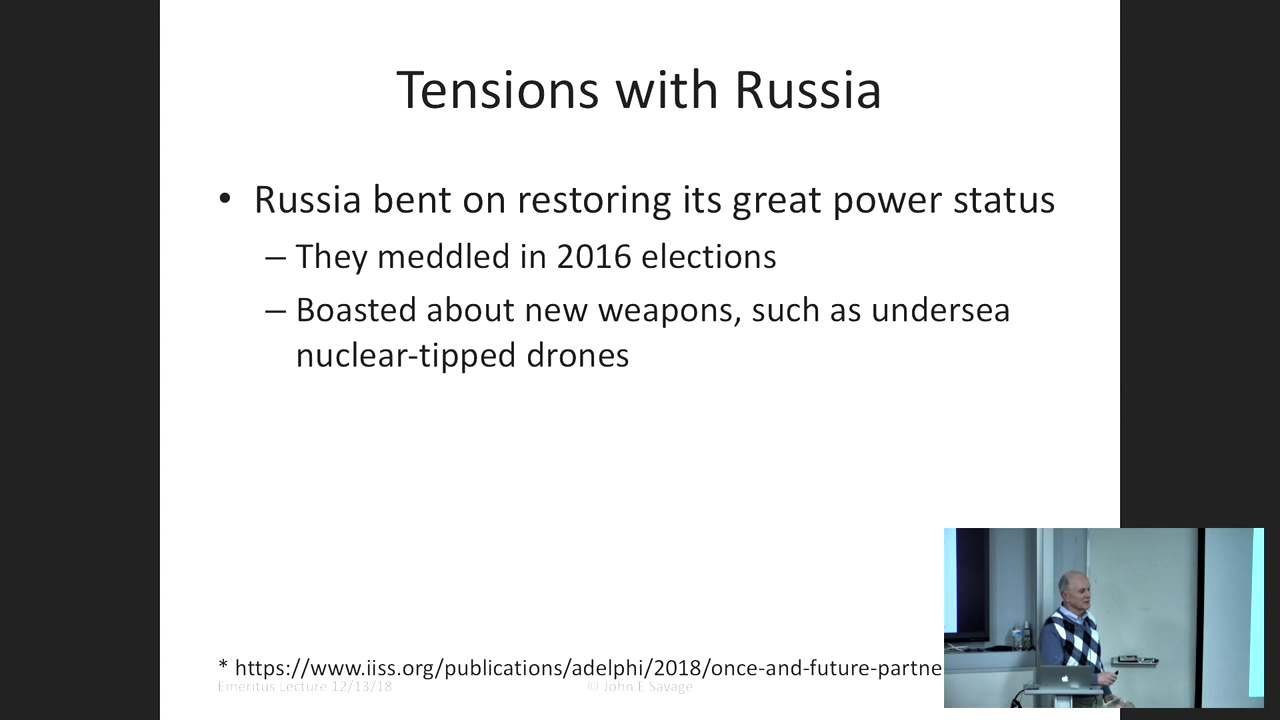 Tensions with Russia
• Russia bent on restoring its great power status
– They meddled in 2016 elections
– Boasted about new weapons, such as undersea
nuclear-tipped drones
* https://www.iiss.org/publications/adelphi/2018/once-and-future-partne
Emeritus Lecture 12/13/18
© John E Savage